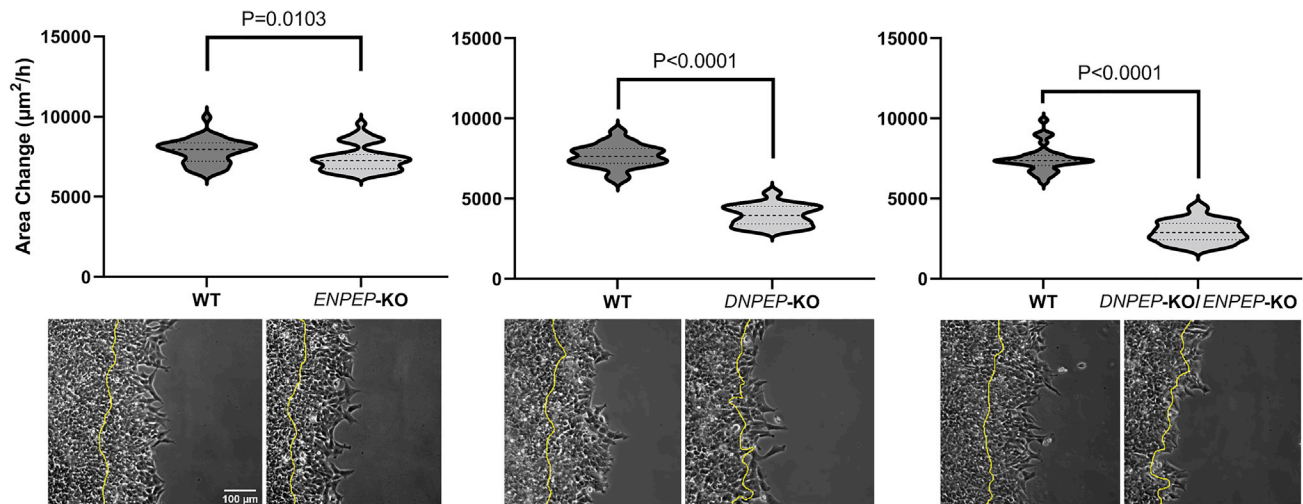 P=0.0103
15000
10000
5000
0
Area Change (µm²/h)
WT
ENPEP-KO
P<0.0001
15000
10000
5000
0
WT
DNPEP-KO
P<0.0001
15000
10000
5000
0
WT
DNPEP-KO/ENPEP-KO
100 µm